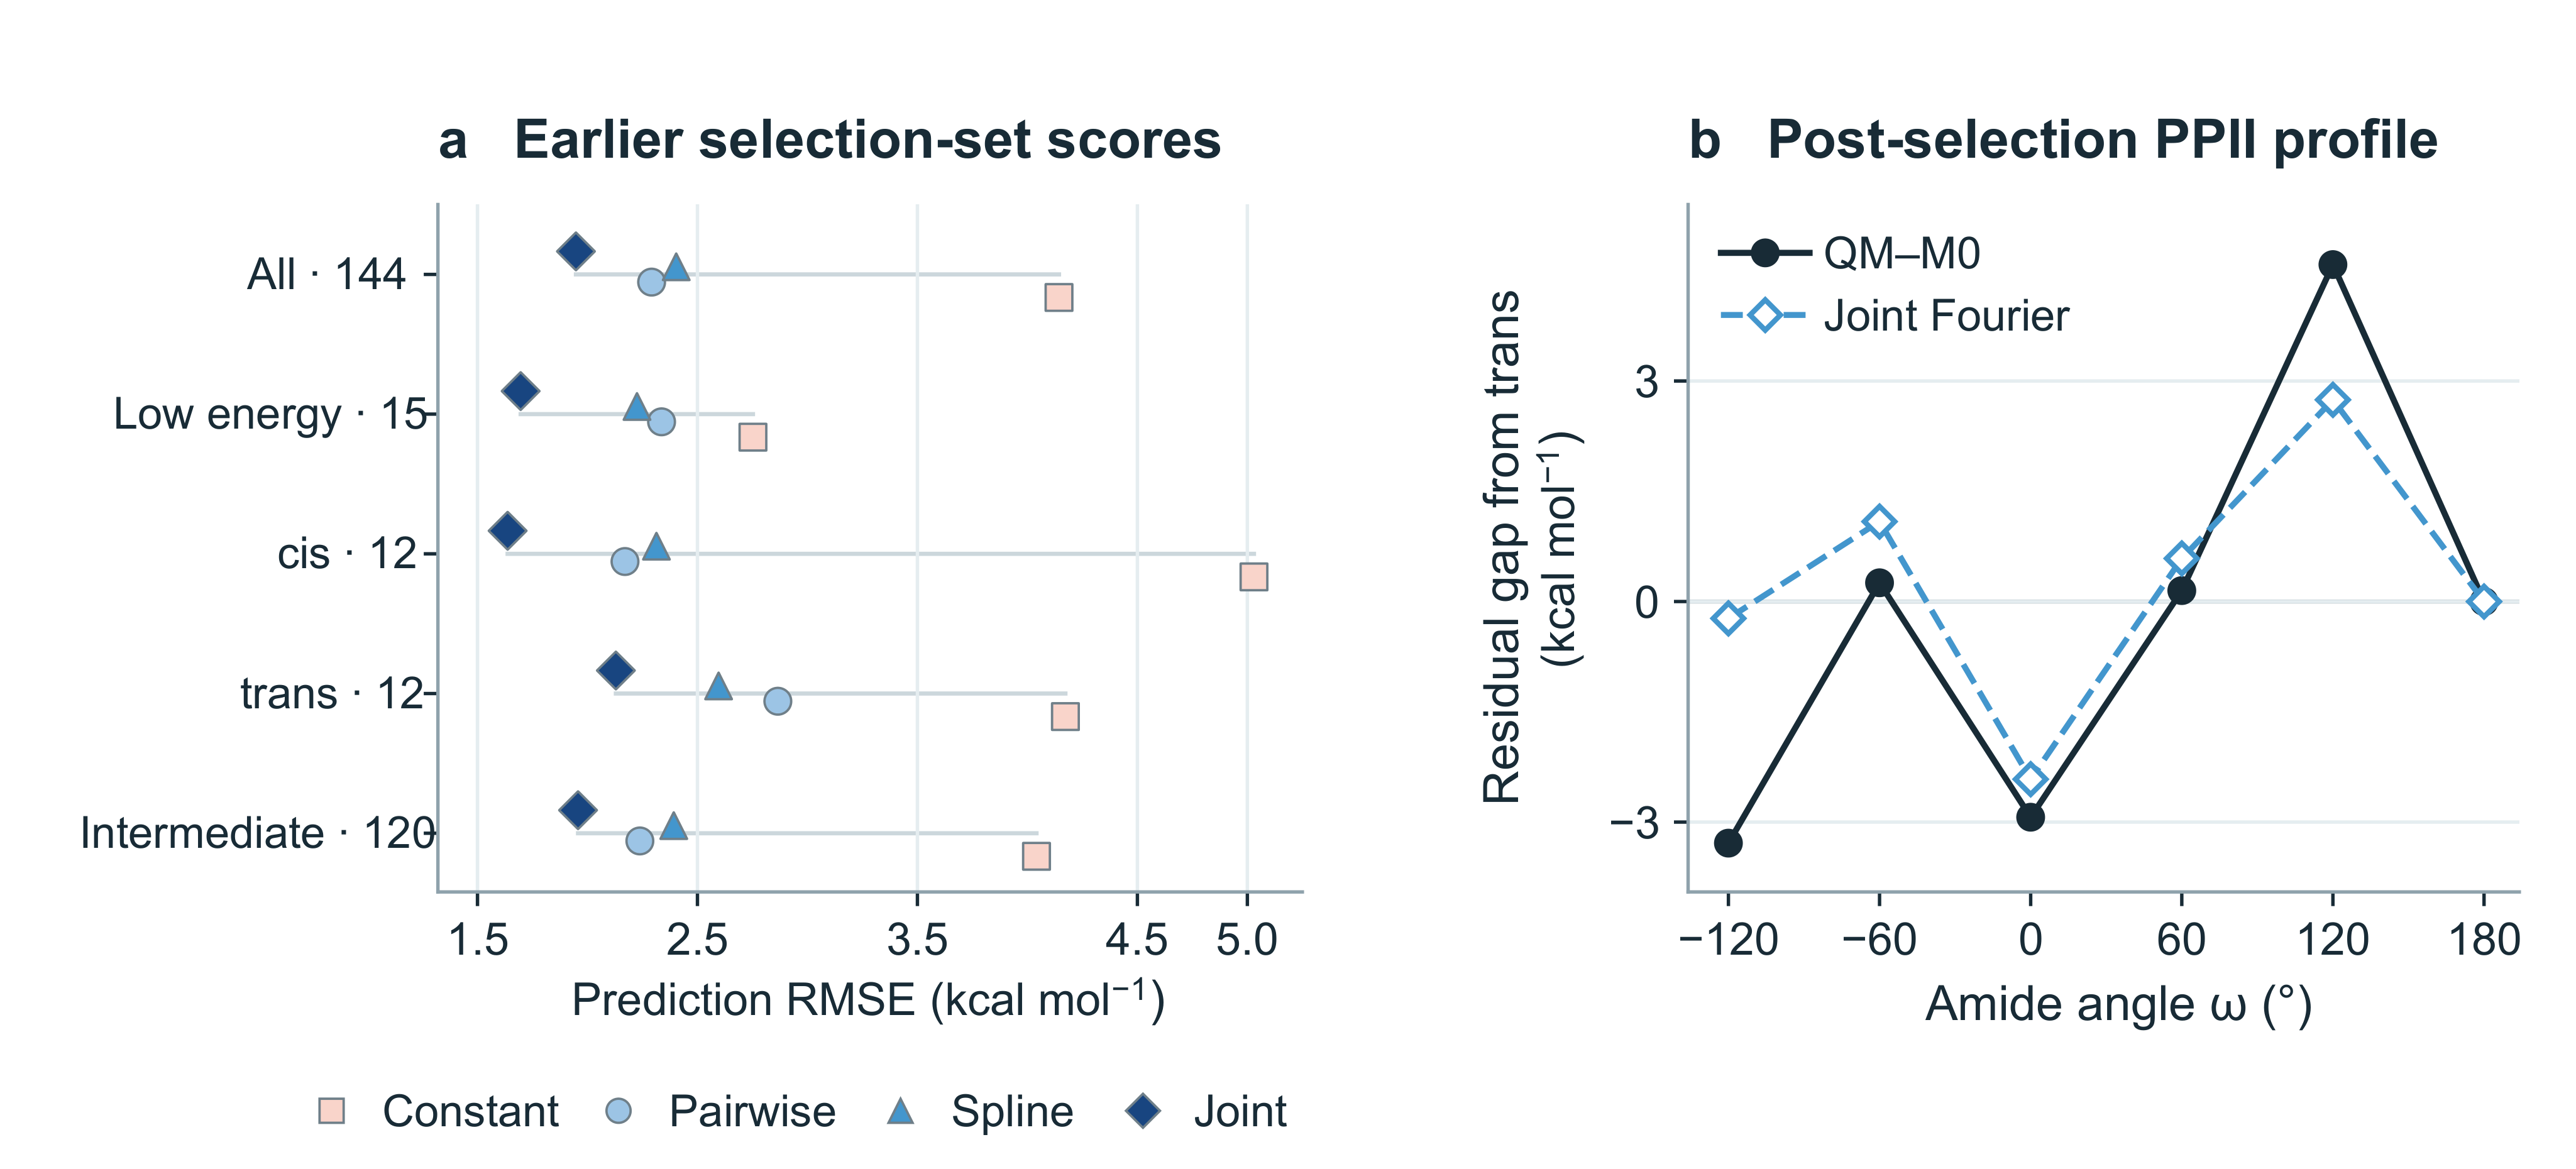 a Earlier selection-set scores
All · 144
Low energy · 15
cis · 12
trans · 12
Intermediate · 120
1.5 2.5 3.5 4.5 5.0
Prediction RMSE (kcal mol⁻¹)
Constant Pairwise Spline Joint
b Post-selection PPII profile
QM–M0
Joint Fourier
Residual gap from trans
(kcal mol⁻¹)
3
0
−3
−120 −60 0 60 120 180
Amide angle ω (°)